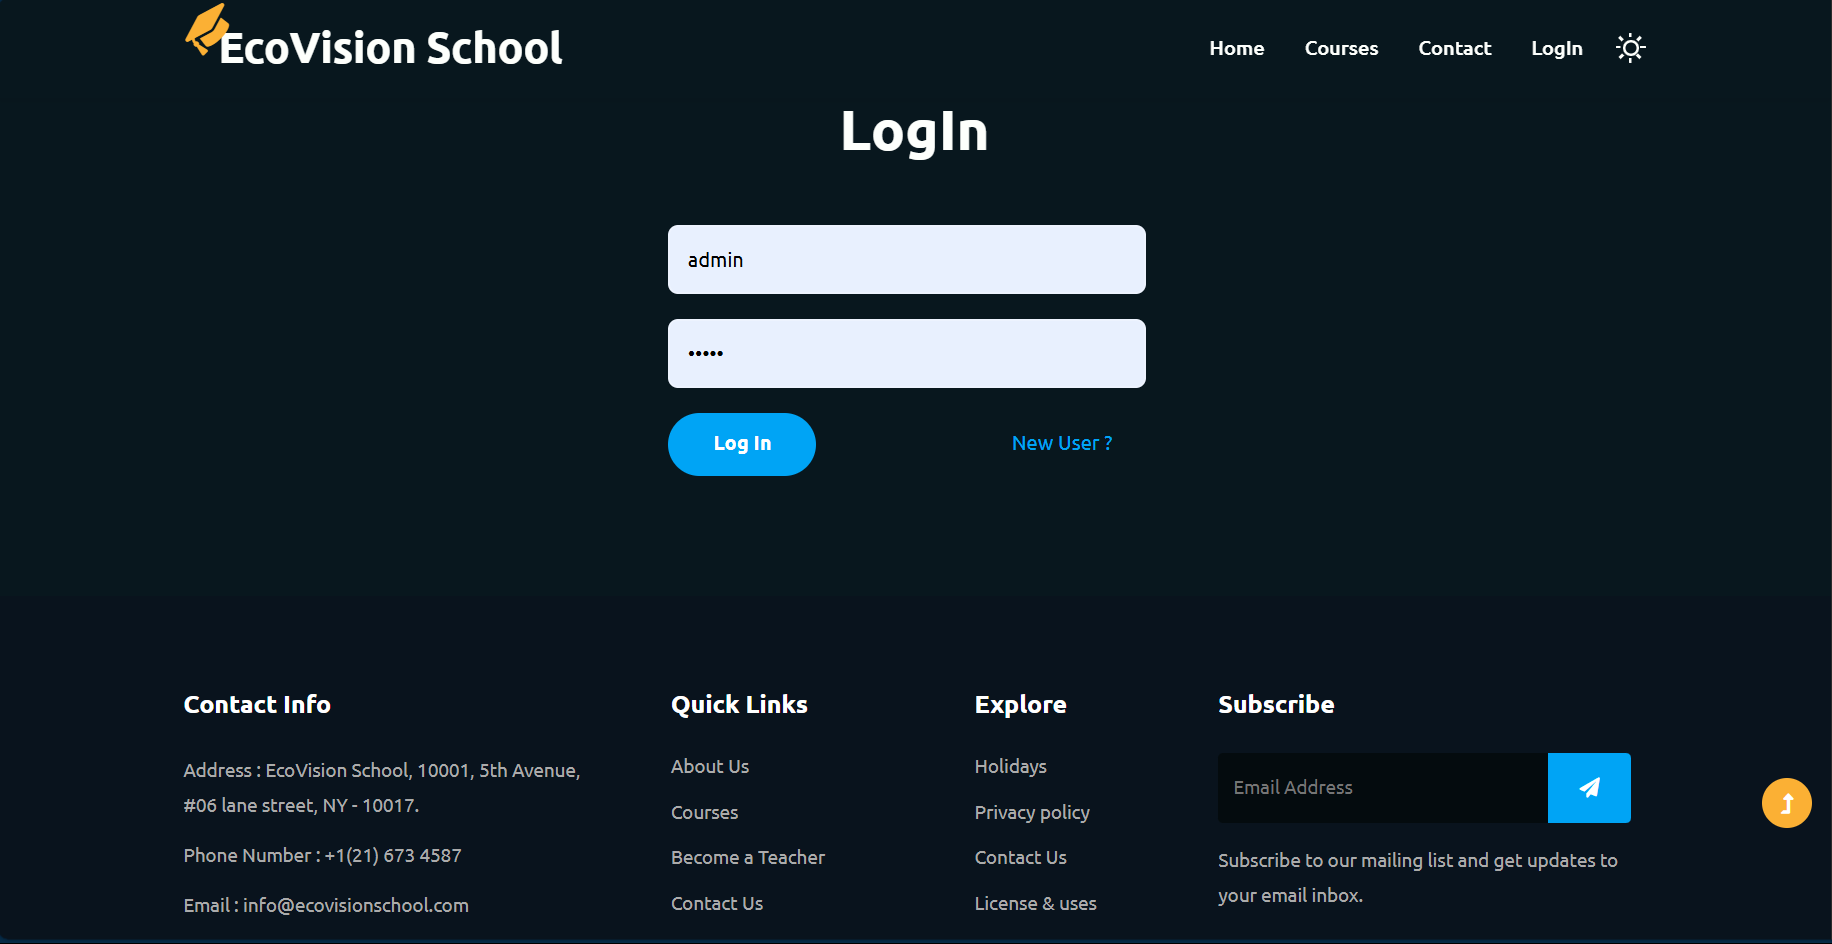 EcoVision School
Home
Courses
Contact
LogIn
LogIn
admin
•••••
Log In
New User ?
Contact Info
Address : EcoVision School, 10001, 5th Avenue,
#06 lane street, NY - 10017.
Phone Number : +1(21) 673 4587
Email : info@ecovisionschool.com
Quick Links
About Us
Courses
Become a Teacher
Contact Us
Explore
Holidays
Privacy policy
Contact Us
License & uses
Subscribe
Email Address
Subscribe to our mailing list and get updates to
your email inbox.